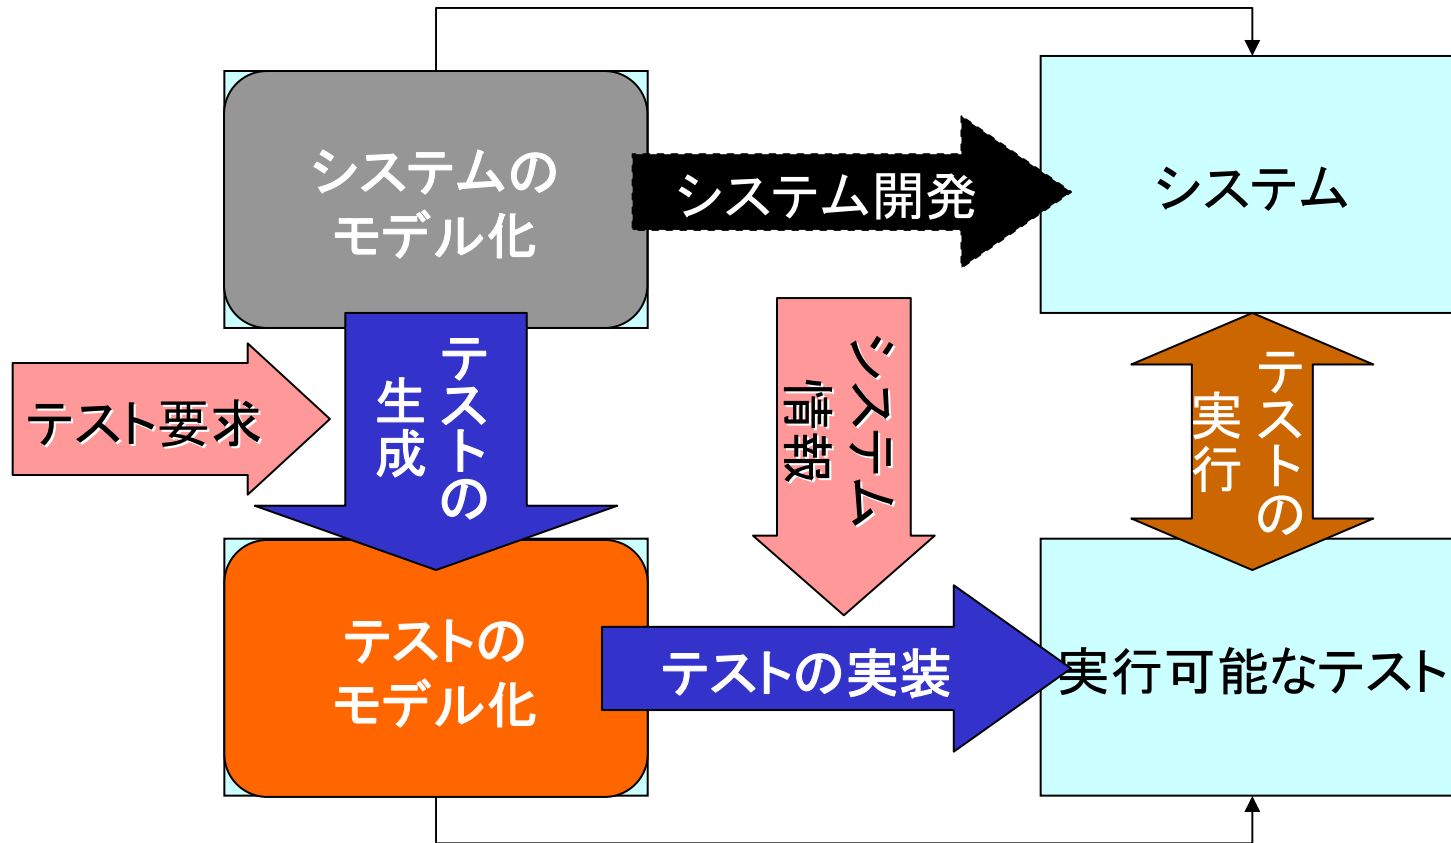 システムの
モデル化
システム開発
システム
テスト要求
テストの
生成
システム
情報
テストの
実行
テストの
モデル化
テストの実装
実行可能なテスト